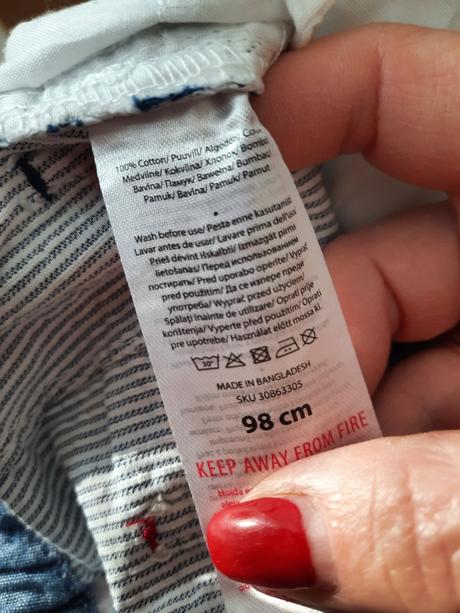 100% Cotton/ Puuvill/ Algodón/ Coton/
Medvilnė/ Kokvilna/ Хлопок/ Bomba
Bavlna/ Памук/ Bawełna/ Bumbac/
Pamuk/ Bavlna/ Pamuk/ Pamut
Wash before use/ Pesta enne kasutamist/
Lavar antes de usar/ Lavare prima dell'uso/
Prieš dėvint išskalbti/ Izmazgāt pirms
lietošanas/ Перед использованием
постирать/ Pred uporabo operite/ Vyprať
pred použitím/ Да се изпере преди
употреба/ Wyprać przed użyciem/
Spălați înainte de utilizare/ Oprati prije
korištenja/ Vyperte před použitím/ Oprati
pre upotrebe/ Használat előtt mossa ki.
30°
MADE IN BANGLADESH
SKU 30863305
98 cm
KEEP AWAY FROM FIRE
Hoida